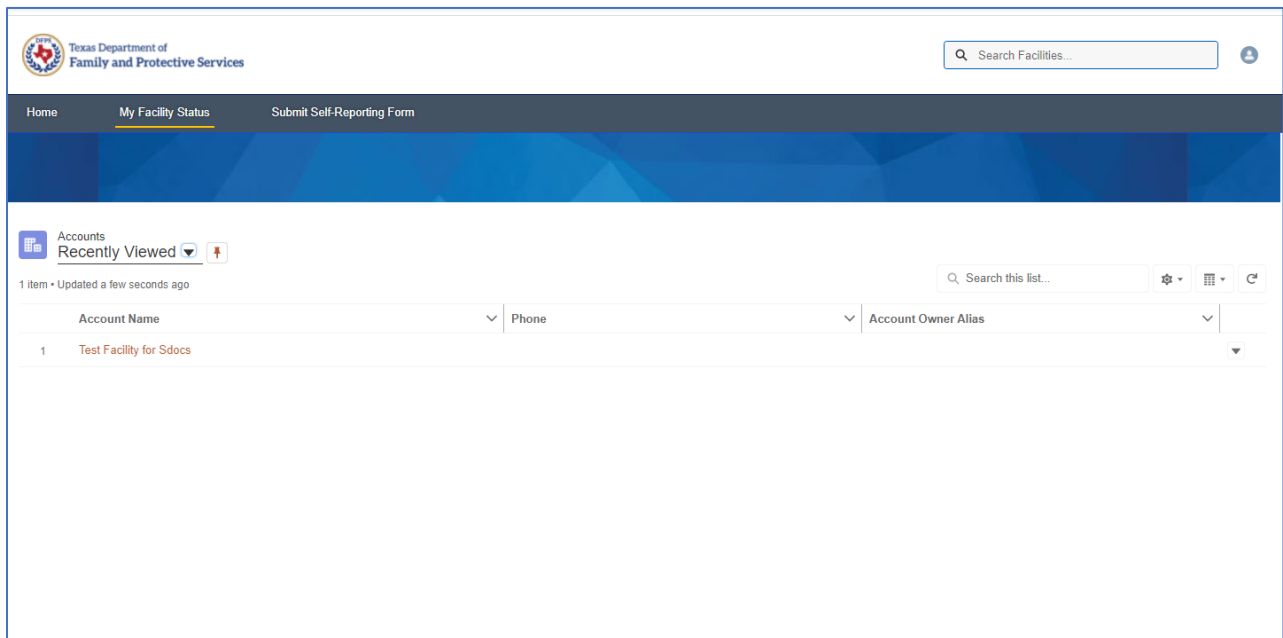 DFPS
Texas Department of
Family and Protective Services
Search Facilities...
Home My Facility Status Submit Self-Reporting Form
Accounts
Recently Viewed
1 item • Updated a few seconds ago
Search this list...
Account Name Phone Account Owner Alias
1 Test Facility for Sdocs